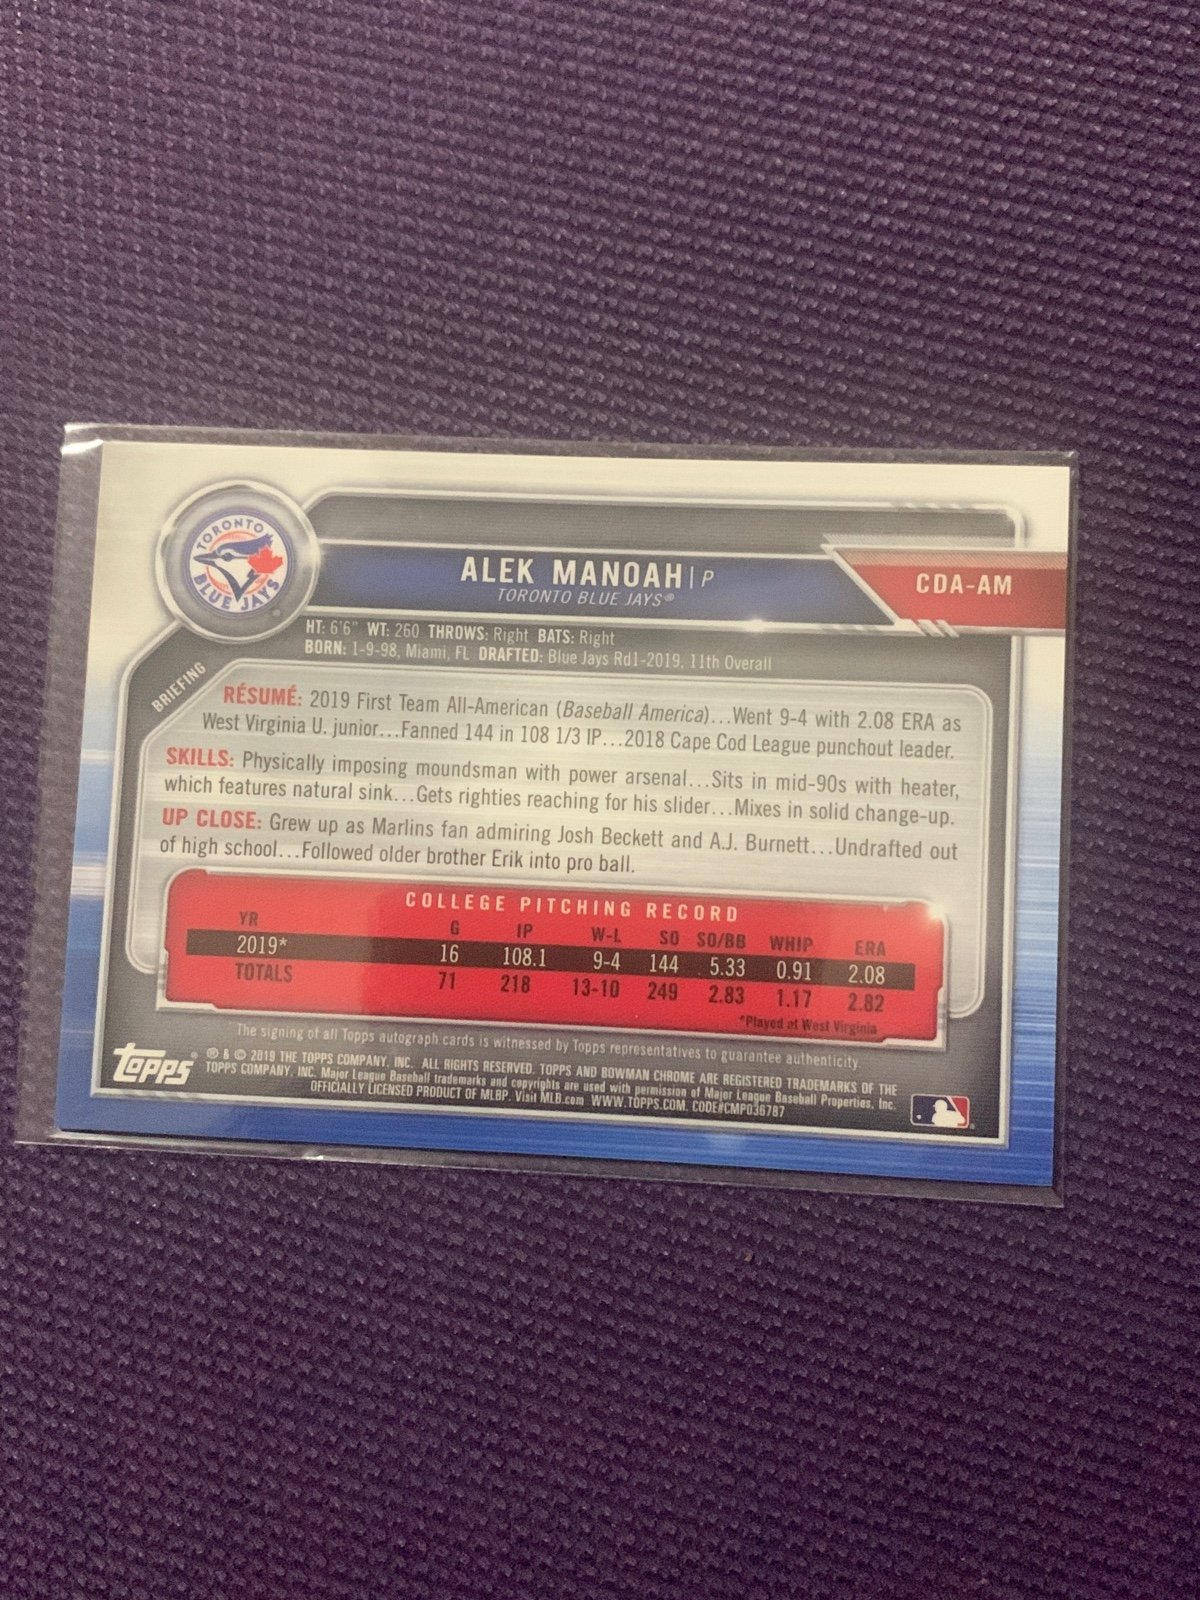 TORONTO
BLUE JAYS
ALEK MANOAH | P
TORONTO BLUE JAYS®
CDA-AM
HT: 6'6" WT: 260 THROWS: Right BATS: Right
BORN: 1-9-98, Miami, FL DRAFTED: Blue Jays Rd1-2019, 11th Overall
BRIEFING
RÉSUMÉ: 2019 First Team All-American (Baseball America)...Went 9-4 with 2.08 ERA as
West Virginia U. junior...Fanned 144 in 108 1/3 IP...2018 Cape Cod League punchout leader.
SKILLS: Physically imposing moundsman with power arsenal...Sits in mid-90s with heater,
which features natural sink...Gets righties reaching for his slider...Mixes in solid change-up.
UP CLOSE: Grew up as Marlins fan admiring Josh Beckett and A.J. Burnett...Undrafted out
of high school...Followed older brother Erik into pro ball.
COLLEGE PITCHING RECORD
YR G IP W-L SO SO/BB WHIP ERA
2019* 16 108.1 9-4 144 5.33 0.91 2.08
TOTALS 71 218 13-10 249 2.83 1.17 2.82
*Played at West Virginia
The signing of all Topps autograph cards is witnessed by Topps representatives to guarantee authenticity
topps®
® & © 2019 THE TOPPS COMPANY, INC. ALL RIGHTS RESERVED. TOPPS AND BOWMAN CHROME ARE REGISTERED TRADEMARKS OF THE
TOPPS COMPANY, INC. Major League Baseball trademarks and copyrights are used with permission of Major League Baseball Properties, Inc.
OFFICIALLY LICENSED PRODUCT OF MLBP. Visit MLB.com WWW.TOPPS.COM. CODE#CMP036787